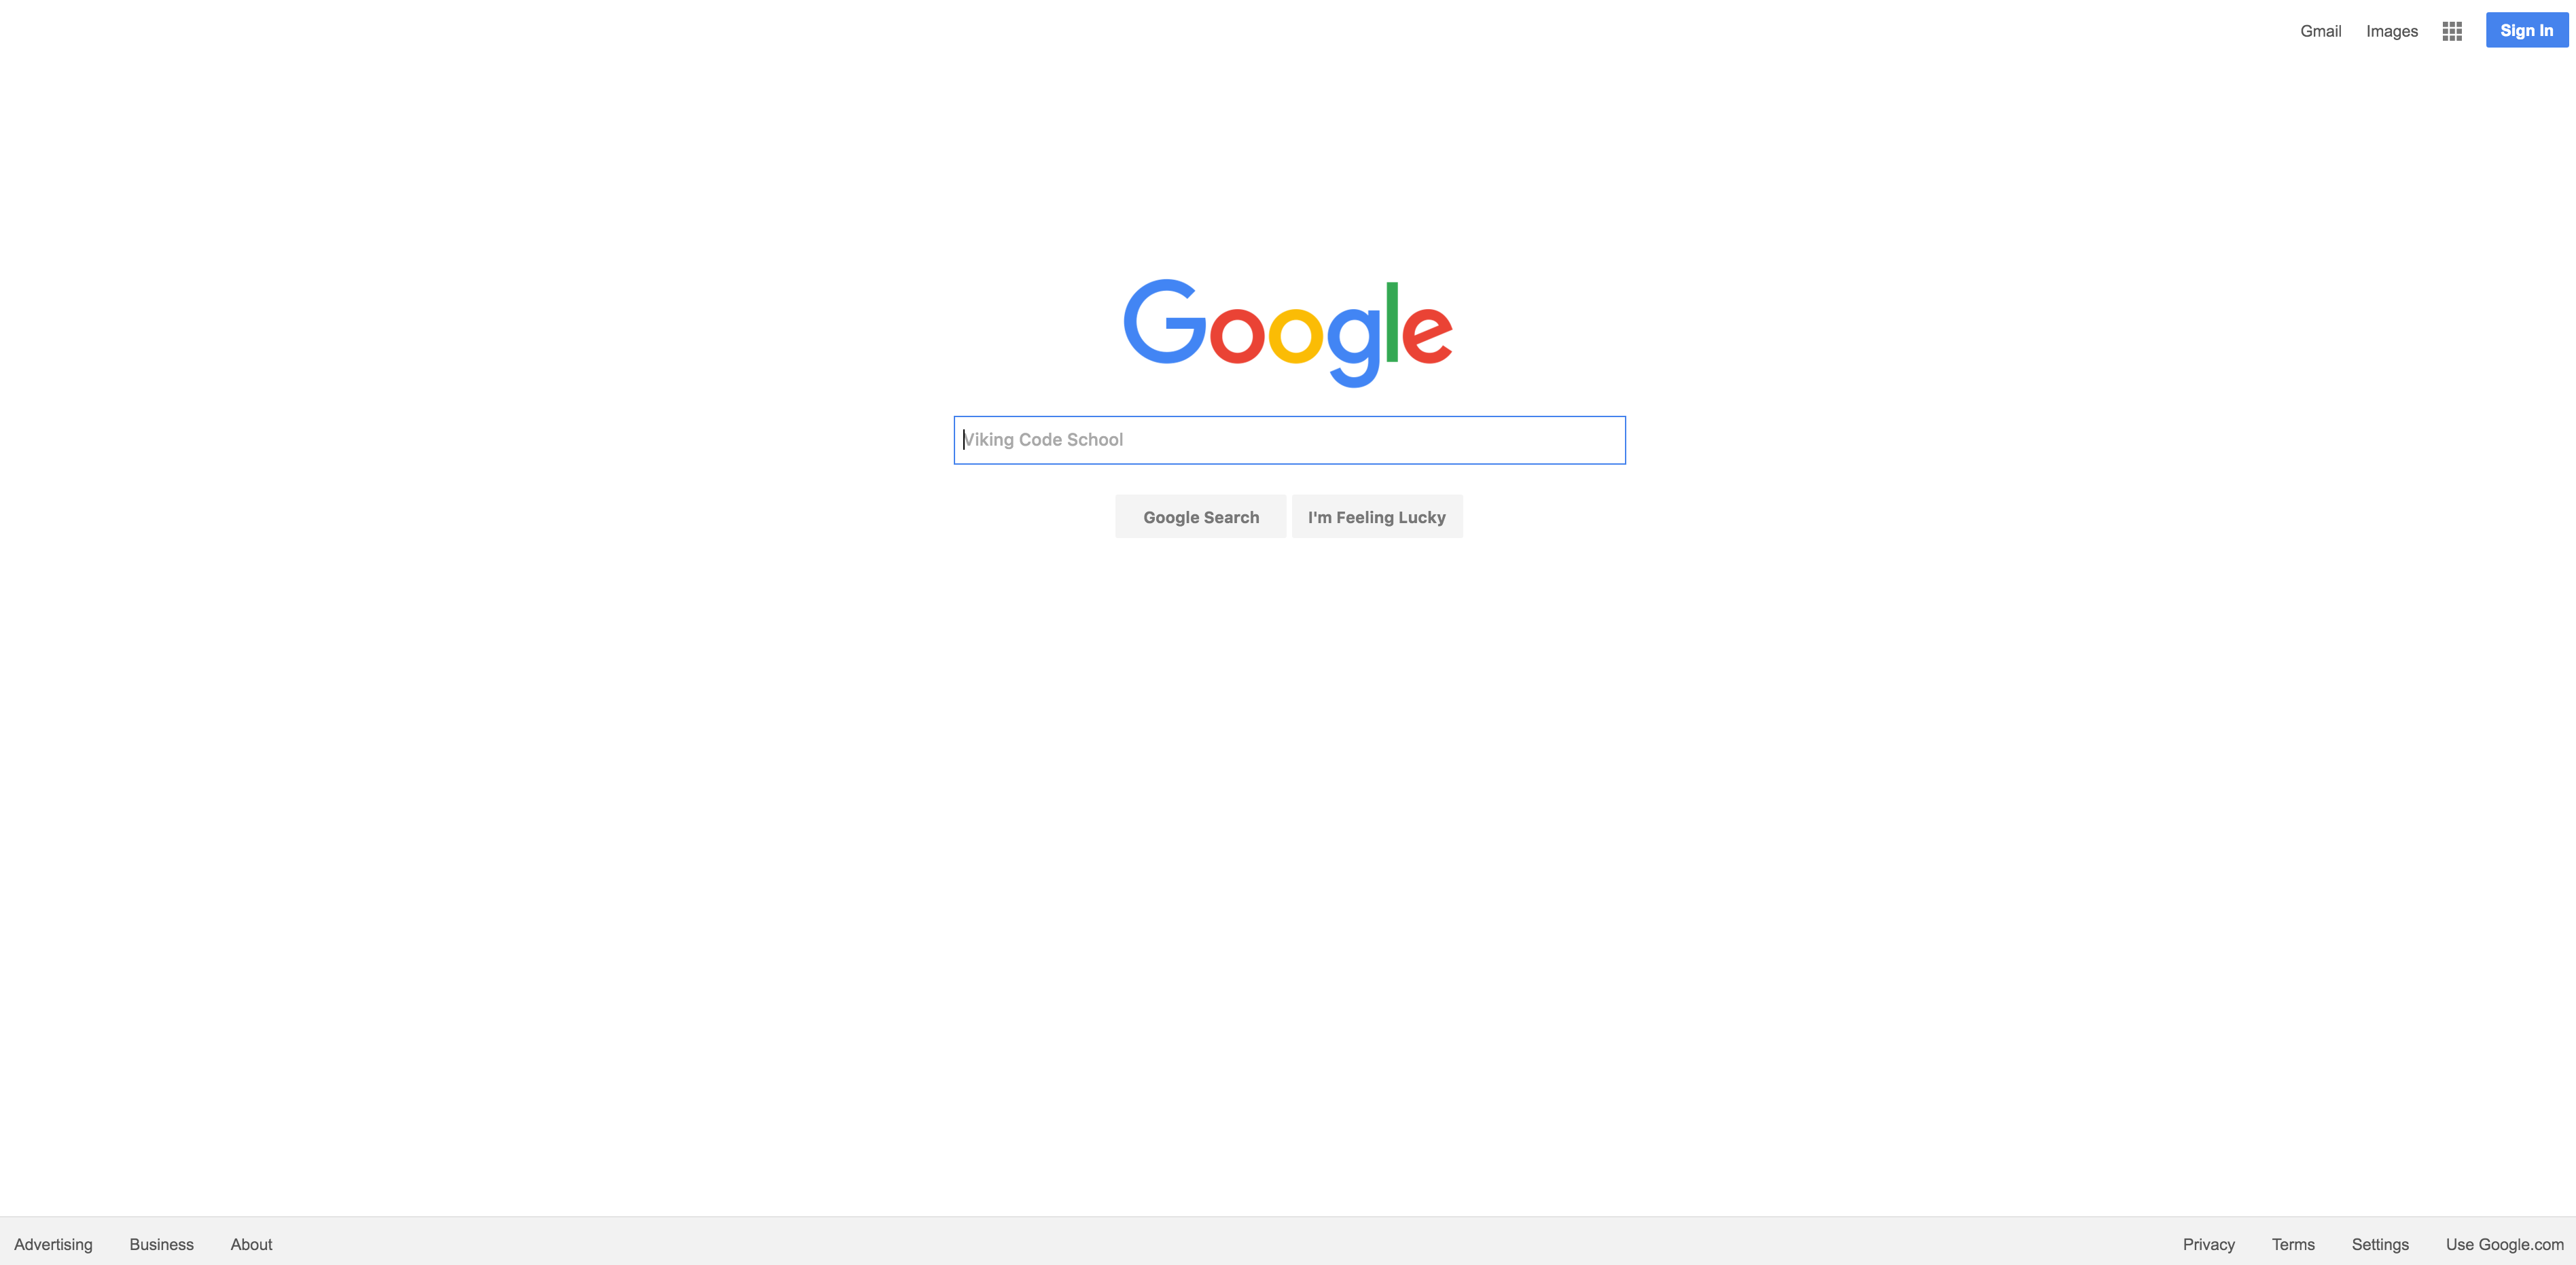 Gmail Images Sign In
Google
Viking Code School
Google Search I'm Feeling Lucky
Advertising Business About Privacy Terms Settings Use Google.com